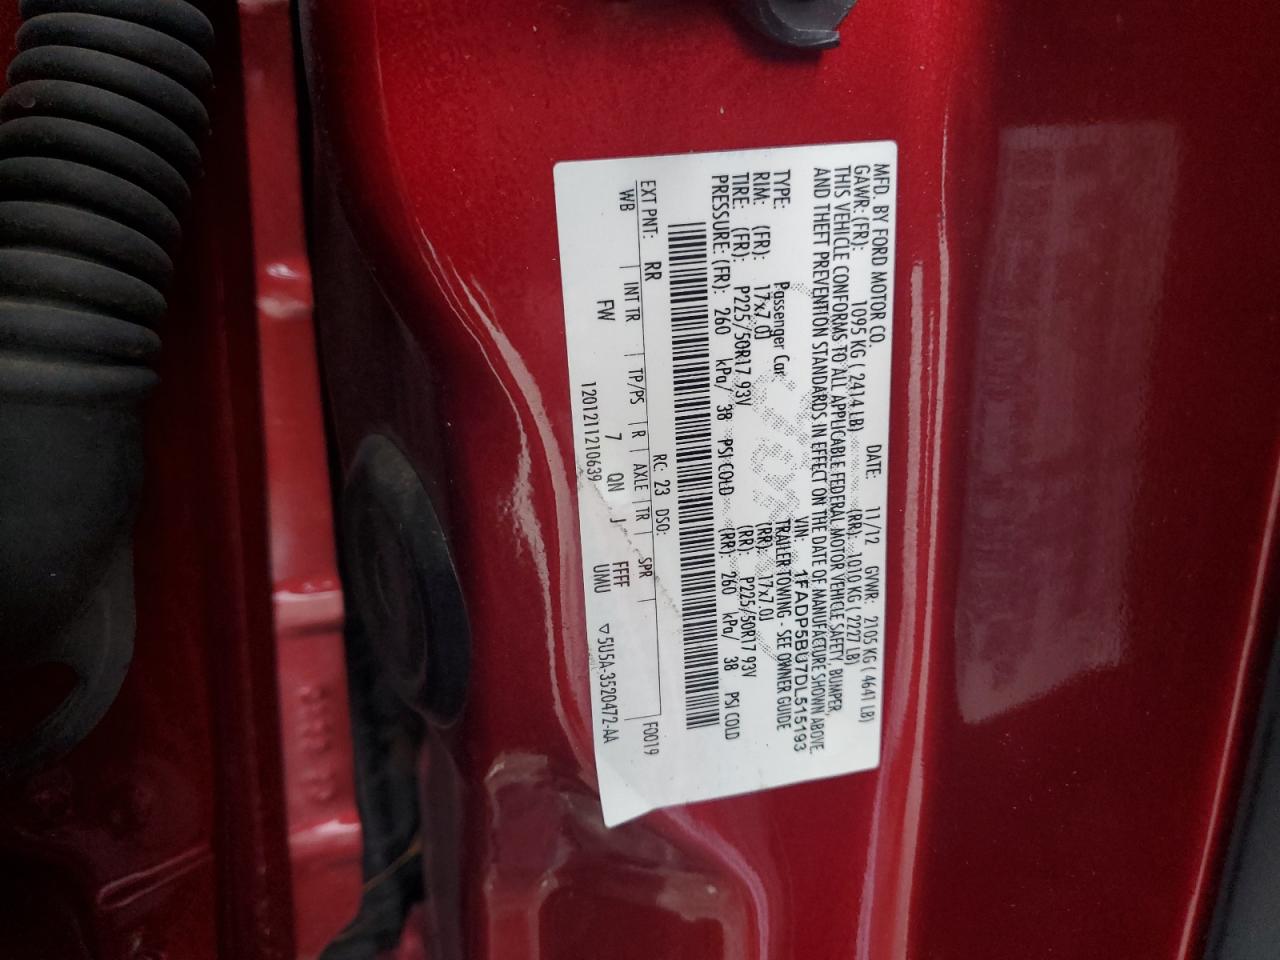 MFD. BY FORD MOTOR CO.
DATE: 11/12 GVWR: 2105 KG ( 4641 LB)
GAWR: (FR): 1095 KG ( 2414 LB) (RR): 1010 KG ( 2227 LB)
THIS VEHICLE CONFORMS TO ALL APPLICABLE FEDERAL MOTOR VEHICLE SAFETY, BUMPER,
AND THEFT PREVENTION STANDARDS IN EFFECT ON THE DATE OF MANUFACTURE SHOWN ABOVE.
VIN: 1FADP5BU7DL515193
TYPE: Passenger Car TRAILER TOWING - SEE OWNER GUIDE
RIM: (FR): 17x7.0J (RR): 17x7.0J
TIRE: (FR): P225/50R17 93V (RR): P225/50R17 93V
PRESSURE: (FR): 260 kPa/ 38 PSI COLD (RR): 260 kPa/ 38 PSI COLD
RC: 23 DSO: F0019
EXT PNT: RR INT TR TP/PS R AXLE TR SPR
WB FW 7 QN J FFFF
UMU
120121121063​9 ▽ 5U5A-3520472-AA